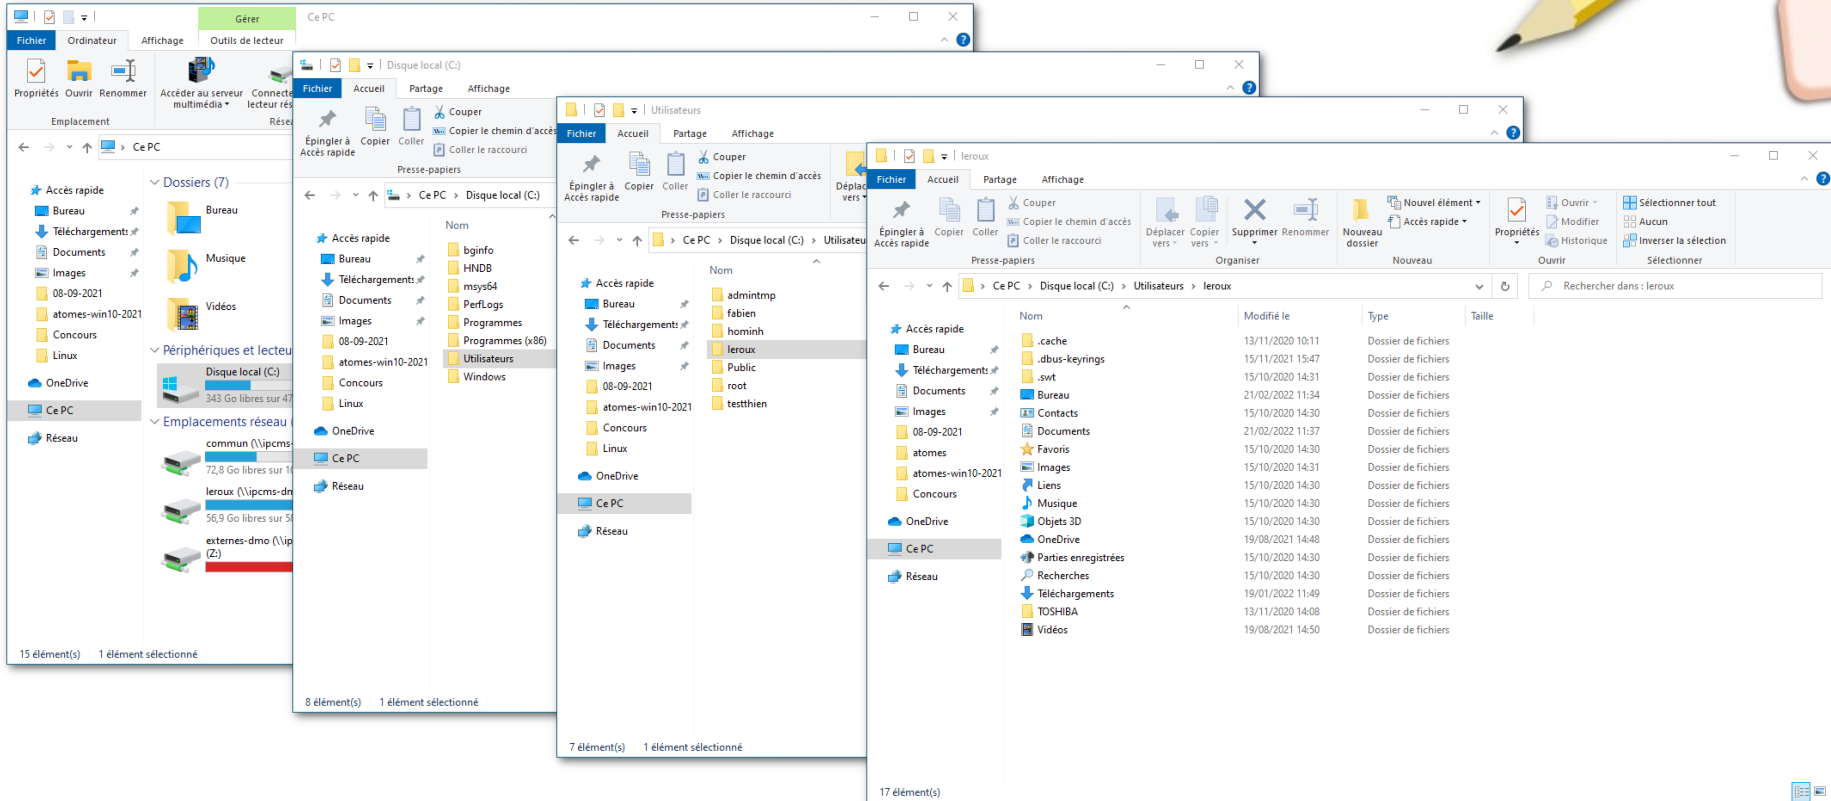 Gérer
Ce PC
Fichier
Ordinateur
Affichage
Outils de lecteur
Propriétés
Ouvrir
Renommer
Accéder au serveur
multimédia
Connecte
lecteur rés
Emplacement
Résea
Ce PC
Accès rapide
Bureau
Téléchargements
Documents
Images
08-09-2021
atomes-win10-2021
Concours
Linux
OneDrive
Ce PC
Réseau
Dossiers (7)
Bureau
Musique
Vidéos
Périphériques et lecteu
Disque local (C:)
343 Go libres sur 47
Emplacements réseau (
commun (\\ipcms-
72,8 Go libres sur 10
leroux (\\ipcms-dn
56,9 Go libres sur 50
externes-dmo (\\ip
(Z:)
15 élément(s)
1 élément sélectionné
Disque local (C:)
Fichier
Accueil
Partage
Affichage
Épingler à
Accès rapide
Copier
Coller
Couper
Copier le chemin d'accès
Coller le raccourci
Presse-papiers
Ce PC > Disque local (C:)
Accès rapide
Bureau
Téléchargements
Documents
Images
08-09-2021
atomes-win10-2021
Concours
Linux
OneDrive
Ce PC
Réseau
Nom
bginfo
HNDB
msys64
PerfLogs
Programmes
Programmes (x86)
Utilisateurs
Windows
8 élément(s)
1 élément sélectionné
Utilisateurs
Fichier
Accueil
Partage
Affichage
Épingler à
Accès rapide
Copier
Coller
Couper
Copier le chemin d'accès
Coller le raccourci
Déplac
vers
Presse-papiers
Ce PC > Disque local (C:) > Utilisateu
Accès rapide
Bureau
Téléchargements
Documents
Images
08-09-2021
atomes-win10-2021
Concours
Linux
OneDrive
Ce PC
Réseau
Nom
admintmp
fabien
hominh
leroux
Public
root
testthien
7 élément(s)
1 élément sélectionné
leroux
Fichier
Accueil
Partage
Affichage
Épingler à
Accès rapide
Copier
Coller
Couper
Copier le chemin d'accès
Coller le raccourci
Presse-papiers
Déplacer
vers
Copier
vers
Supprimer
Renommer
Organiser
Nouveau
dossier
Nouvel élément
Accès rapide
Nouveau
Propriétés
Ouvrir
Modifier
Historique
Ouvrir
Sélectionner tout
Aucun
Inverser la sélection
Sélectionner
Ce PC > Disque local (C:) > Utilisateurs > leroux
Rechercher dans : leroux
Accès rapide
Bureau
Téléchargements
Documents
Images
08-09-2021
atomes
atomes-win10-2021
Concours
OneDrive
Ce PC
Réseau
Nom Modifié le Type Taille
.cache 13/11/2020 10:11 Dossier de fichiers
.dbus-keyrings 15/11/2021 15:47 Dossier de fichiers
.swt 15/10/2020 14:31 Dossier de fichiers
Bureau 21/02/2022 11:34 Dossier de fichiers
Contacts 15/10/2020 14:30 Dossier de fichiers
Documents 21/02/2022 11:37 Dossier de fichiers
Favoris 15/10/2020 14:30 Dossier de fichiers
Images 15/10/2020 14:31 Dossier de fichiers
Liens 15/10/2020 14:30 Dossier de fichiers
Musique 15/10/2020 14:30 Dossier de fichiers
Objets 3D 15/10/2020 14:30 Dossier de fichiers
OneDrive 19/08/2021 14:48 Dossier de fichiers
Parties enregistrées 15/10/2020 14:30 Dossier de fichiers
Recherches 15/10/2020 14:30 Dossier de fichiers
Téléchargements 19/01/2022 11:49 Dossier de fichiers
TOSHIBA 13/11/2020 14:08 Dossier de fichiers
Vidéos 19/08/2021 14:50 Dossier de fichiers
17 élément(s)